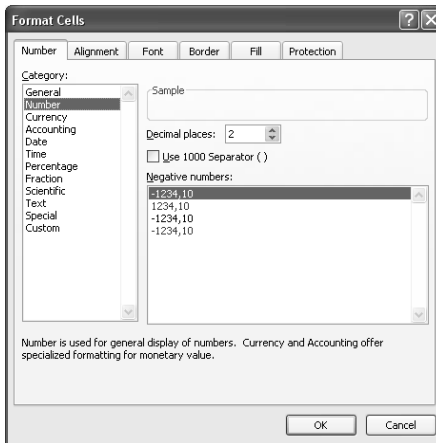 Format Cells
Number Alignment Font Border Fill Protection
Category:
General
Number
Currency
Accounting
Date
Time
Percentage
Fraction
Scientific
Text
Special
Custom
Sample
Decimal places: 2
Use 1000 Separator ( )
Negative numbers:
-1234,10
1234,10
-1234,10
-1234,10
Number is used for general display of numbers. Currency and Accounting offer
specialized formatting for monetary value.
OK Cancel